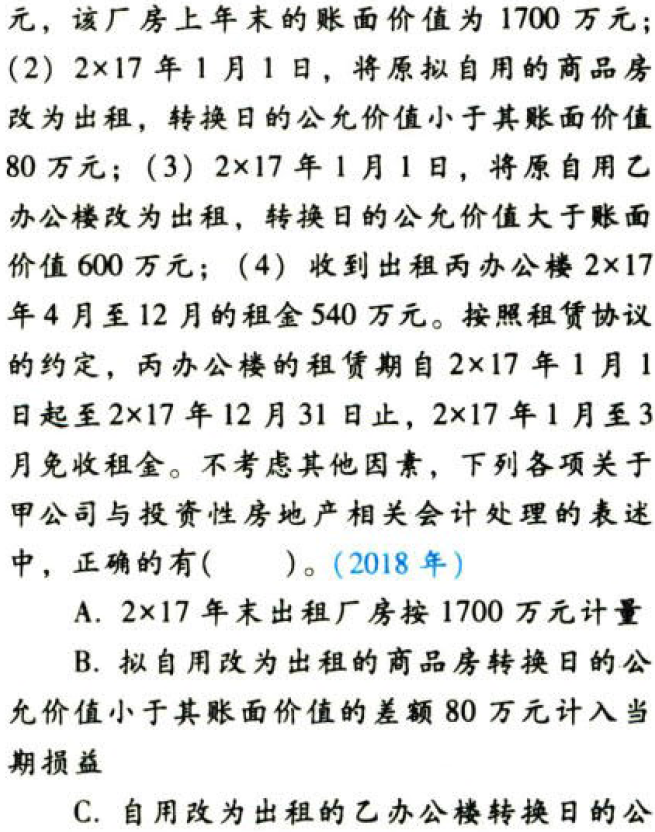 元，该厂房上年末的账面价值为 1700 万元；
(2) 2×17 年 1 月 1 日，将原拟自用的商品房
改为出租，转换日的公允价值小于其账面价值
80 万元；(3) 2×17 年 1 月 1 日，将原自用乙
办公楼改为出租，转换日的公允价值大于账面
价值 600 万元；(4) 收到出租丙办公楼 2×17
年 4 月至 12 月的租金 540 万元。按照租赁协议
的约定，丙办公楼的租赁期自 2×17 年 1 月 1
日起至 2×17 年 12 月 31 日止，2×17 年 1 月至 3
月免收租金。不考虑其他因素，下列各项关于
甲公司与投资性房地产相关会计处理的表述
中，正确的有(　　)。(2018 年)
A. 2×17 年末出租厂房按 1700 万元计量
B. 拟自用改为出租的商品房转换日的公
允价值小于其账面价值的差额 80 万元计入当
期损益
C. 自用改为出租的乙办公楼转换日的公